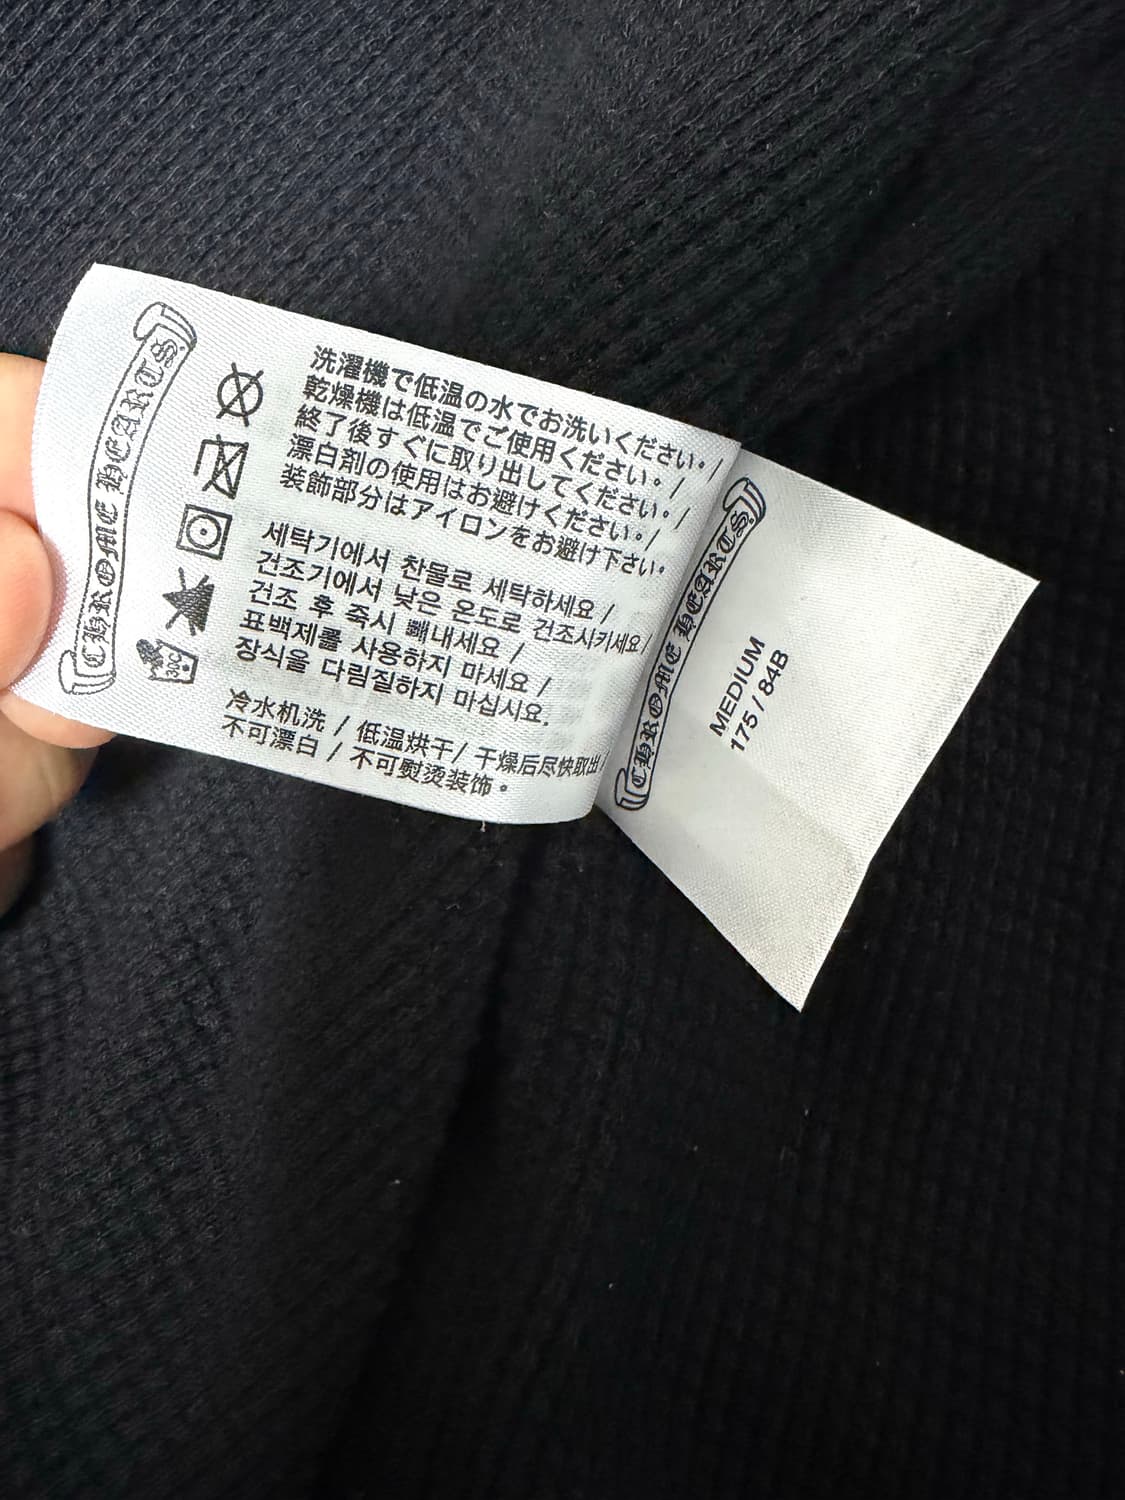 CHROME HEARTS
洗濯機で低温の水でお洗いください。/
乾燥機は低温でご使用ください。/
終了後すぐに取り出してください。/
漂白剤の使用はお避けください。/
装飾部分はアイロンをお避け下さい。
세탁기에서 찬물로 세탁하세요 /
건조기에서 낮은 온도로 건조시키세요/
건조 후 즉시 빼내세요 /
표백제를 사용하지 마세요 /
장식을 다림질하지 마십시요.
冷水机洗 / 低温烘干/ 干燥后尽快取出
不可漂白 / 不可熨烫装饰。
30C
CHROME HEARTS
MEDIUM
175 / 84B